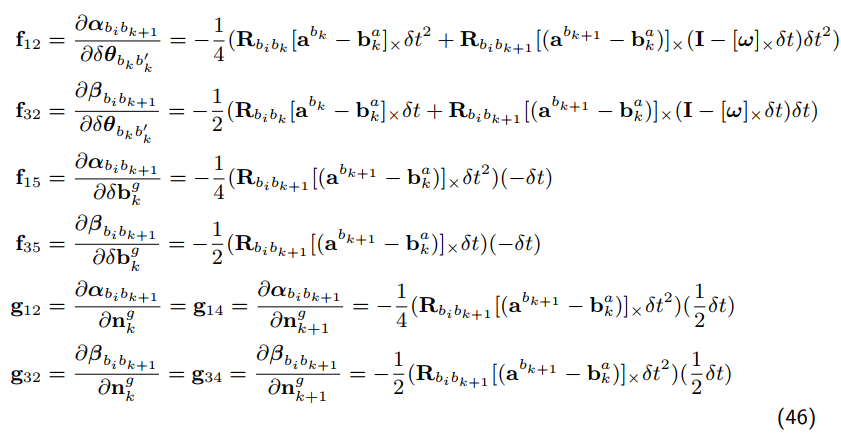 $\mathbf{f}_{12} = \frac{\partial \boldsymbol{\alpha}_{b_i b_{k+1}}}{\partial \delta \boldsymbol{\theta}_{b_k b'_k}} = -\frac{1}{4}(\mathbf{R}_{b_i b_k}[\mathbf{a}^{b_k} - \mathbf{b}^a_k]_\times \delta t^2 + \mathbf{R}_{b_i b_{k+1}}[(\mathbf{a}^{b_{k+1}} - \mathbf{b}^a_k)]_\times (\mathbf{I} - [\boldsymbol{\omega}]_\times \delta t)\delta t^2)$
$\mathbf{f}_{32} = \frac{\partial \boldsymbol{\beta}_{b_i b_{k+1}}}{\partial \delta \boldsymbol{\theta}_{b_k b'_k}} = -\frac{1}{2}(\mathbf{R}_{b_i b_k}[\mathbf{a}^{b_k} - \mathbf{b}^a_k]_\times \delta t + \mathbf{R}_{b_i b_{k+1}}[(\mathbf{a}^{b_{k+1}} - \mathbf{b}^a_k)]_\times (\mathbf{I} - [\boldsymbol{\omega}]_\times \delta t)\delta t)$
$\mathbf{f}_{15} = \frac{\partial \boldsymbol{\alpha}_{b_i b_{k+1}}}{\partial \delta \mathbf{b}^g_k} = -\frac{1}{4}(\mathbf{R}_{b_i b_{k+1}}[(\mathbf{a}^{b_{k+1}} - \mathbf{b}^a_k)]_\times \delta t^2)(-\delta t)$
$\mathbf{f}_{35} = \frac{\partial \boldsymbol{\beta}_{b_i b_{k+1}}}{\partial \delta \mathbf{b}^g_k} = -\frac{1}{2}(\mathbf{R}_{b_i b_{k+1}}[(\mathbf{a}^{b_{k+1}} - \mathbf{b}^a_k)]_\times \delta t)(-\delta t)$
$\mathbf{g}_{12} = \frac{\partial \boldsymbol{\alpha}_{b_i b_{k+1}}}{\partial \mathbf{n}^g_k} = \mathbf{g}_{14} = \frac{\partial \boldsymbol{\alpha}_{b_i b_{k+1}}}{\partial \mathbf{n}^g_{k+1}} = -\frac{1}{4}(\mathbf{R}_{b_i b_{k+1}}[(\mathbf{a}^{b_{k+1}} - \mathbf{b}^a_k)]_\times \delta t^2)(\frac{1}{2}\delta t)$
$\mathbf{g}_{32} = \frac{\partial \boldsymbol{\beta}_{b_i b_{k+1}}}{\partial \mathbf{n}^g_k} = \mathbf{g}_{34} = \frac{\partial \boldsymbol{\beta}_{b_i b_{k+1}}}{\partial \mathbf{n}^g_{k+1}} = -\frac{1}{2}(\mathbf{R}_{b_i b_{k+1}}[(\mathbf{a}^{b_{k+1}} - \mathbf{b}^a_k)]_\times \delta t^2)(\frac{1}{2}\delta t)$
(46)